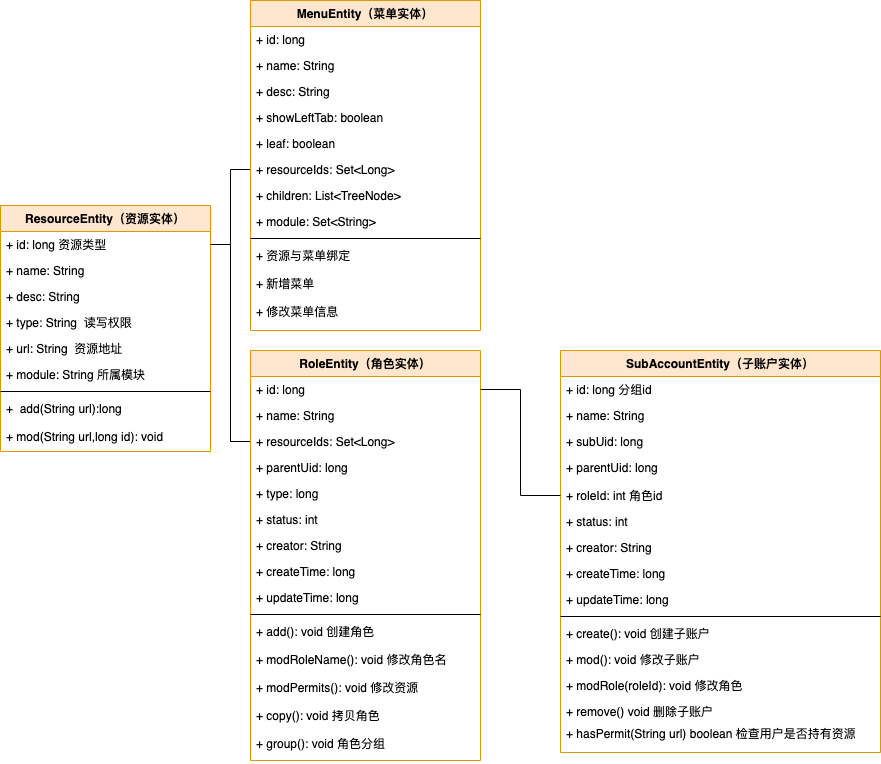 MenuEntity（菜单实体）
+ id: long
+ name: String
+ desc: String
+ showLeftTab: boolean
+ leaf: boolean
+ resourceIds: Set<Long>
+ children: List<TreeNode>
+ module: Set<String>
+ 资源与菜单绑定
+ 新增菜单
+ 修改菜单信息
ResourceEntity（资源实体）
+ id: long 资源类型
+ name: String
+ desc: String
+ type: String  读写权限
+ url: String  资源地址
+ module: String 所属模块
+  add(String url):long
+ mod(String url,long id): void
RoleEntity（角色实体）
+ id: long
+ name: String
+ resourceIds: Set<Long>
+ parentUid: long
+ type: long
+ status: int
+ creator: String
+ createTime: long
+ updateTime: long
+ add(): void 创建角色
+ modRoleName(): void 修改角色名
+ modPermits(): void 修改资源
+ copy(): void 拷贝角色
+ group(): void 角色分组
SubAccountEntity（子账户实体）
+ id: long 分组id
+ name: String
+ subUid: long
+ parentUid: long
+ roleId: int 角色id
+ status: int
+ creator: String
+ createTime: long
+ updateTime: long
+ create(): void 创建子账户
+ mod(): void 修改子账户
+ modRole(roleId): void 修改角色
+ remove() void 删除子账户
+ hasPermit(String url) boolean 检查用户是否持有资源